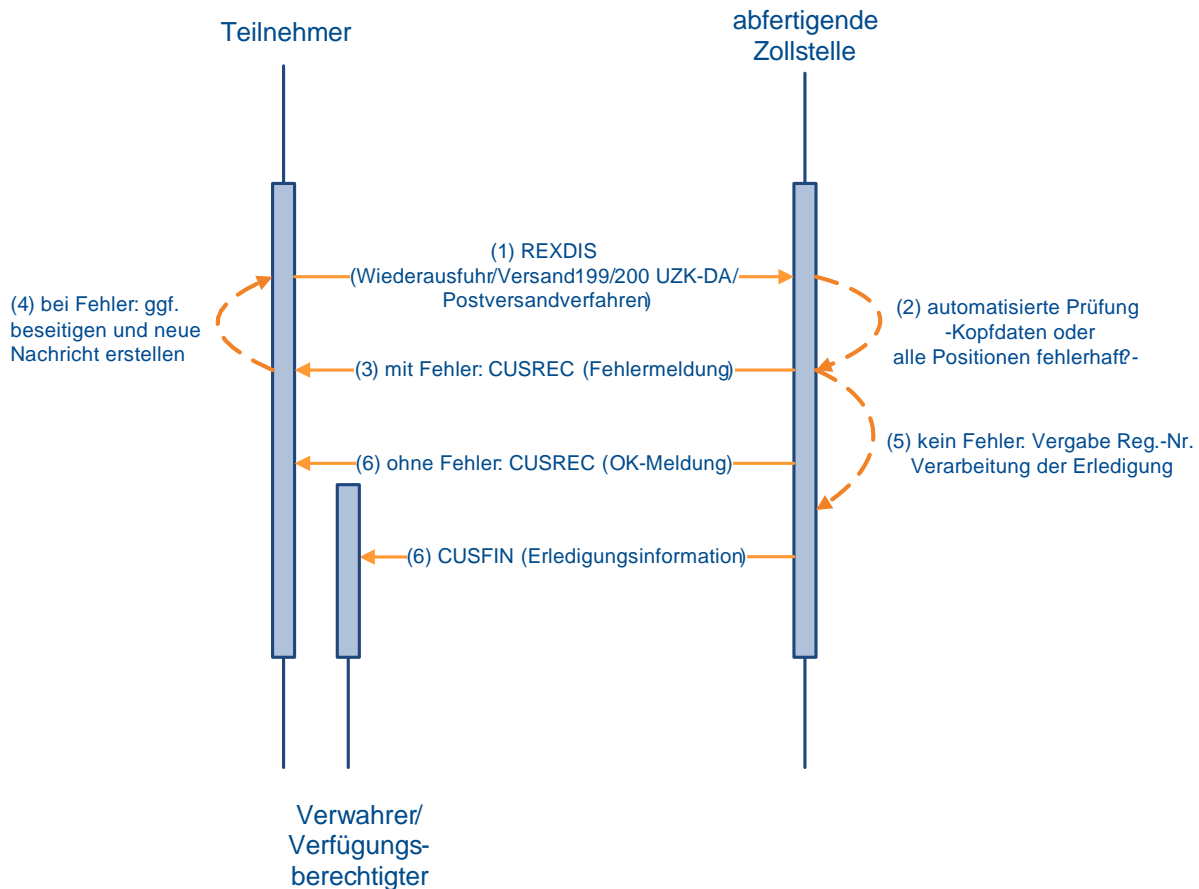 Teilnehmer
abfertigende
Zollstelle
(1) REXDIS
(Wiederausfuhr/Versand199/200 UZK-DA/
Postversandverfahren)
(4) bei Fehler: ggf.
beseitigen und neue
Nachricht erstellen
(2) automatisierte Prüfung
-Kopfdaten oder
alle Positionen fehlerhaft?-
(3) mit Fehler: CUSREC (Fehlermeldung)
(5) kein Fehler: Vergabe Reg.-Nr.
Verarbeitung der Erledigung
(6) ohne Fehler: CUSREC (OK-Meldung)
(6) CUSFIN (Erledigungsinformation)
Verwahrer/
Verfügungs-
berechtigter